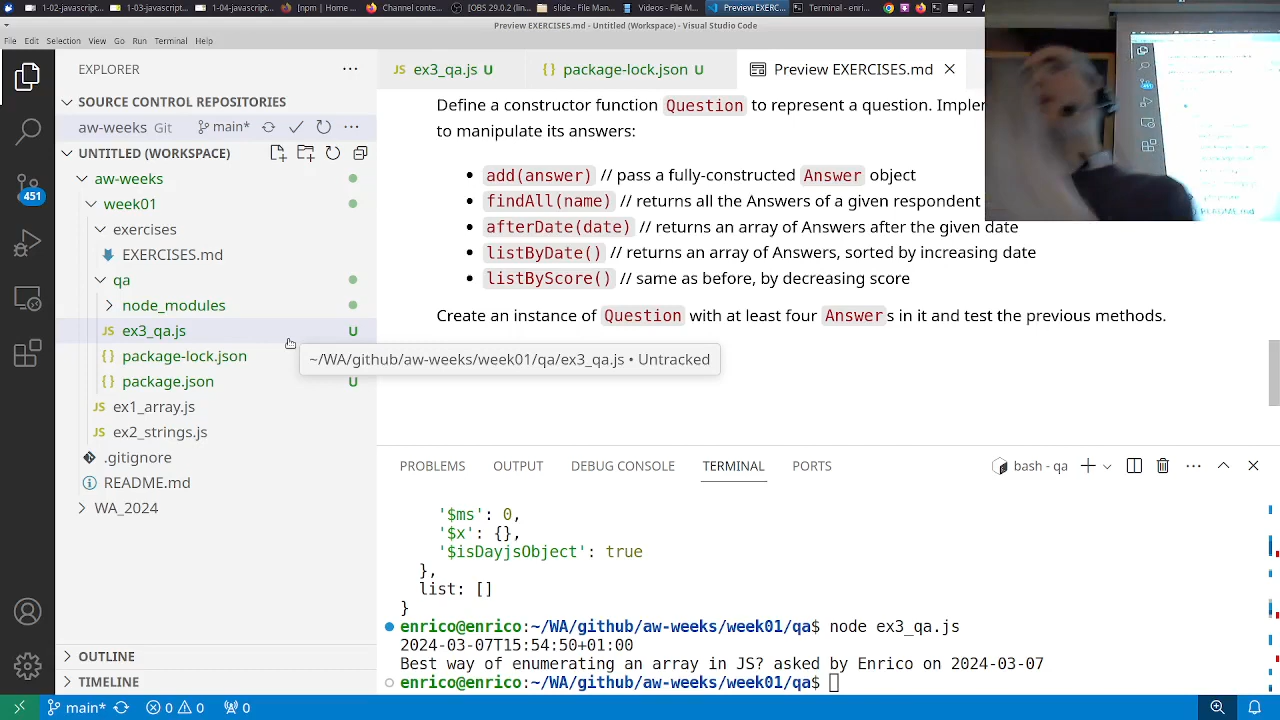 Preview EXERCISES.md - Untitled (Workspace) - Visual Studio Code
File Edit Selection View Go Run Terminal Help
EXPLORER
SOURCE CONTROL REPOSITORIES
aw-weeks Git main*
UNTITLED (WORKSPACE)
aw-weeks
week01
EXERCISES.md
qa
node_modules
ex3_qa.js U
package-lock.json
package.json U
ex1_array.js
ex2_strings.js
.gitignore
README.md
WA_2024
OUTLINE
TIMELINE
451
JS ex3_qa.js U
{} package-lock.json U
Preview EXERCISES.md
Define a constructor function Question to represent a question.
to manipulate is answers:
add(answer) // pass a fully-constructed Answer object
findAll(name) // returns all the Answers of a given respondent
afterDate(date) // returns an array of Answers after the given date
listByDate() // returns an array of Answers, sorted by increasing date
listByScore() // same as before, by decreasing score
Create an instance of Question with at least four Answers in it and test the previous methods.
~/WA/github/aw-weeks/week01/qa/ex3_qa.js • Untracked
PROBLEMS OUTPUT DEBUG CONSOLE TERMINAL PORTS
bash - qa
'$ms': 0,
'$x': {},
'$isDayjsObject': true
},
list: []
}
enrico@enrico:~/WA/github/aw-weeks/week01/qa$ node ex3_qa.js
2024-03-07T15:54:50+01:00
Best way of enumerating an array in JS? asked by Enrico on 2024-03-07
enrico@enrico:~/WA/github/aw-weeks/week01/qa$
main* 0 0 0